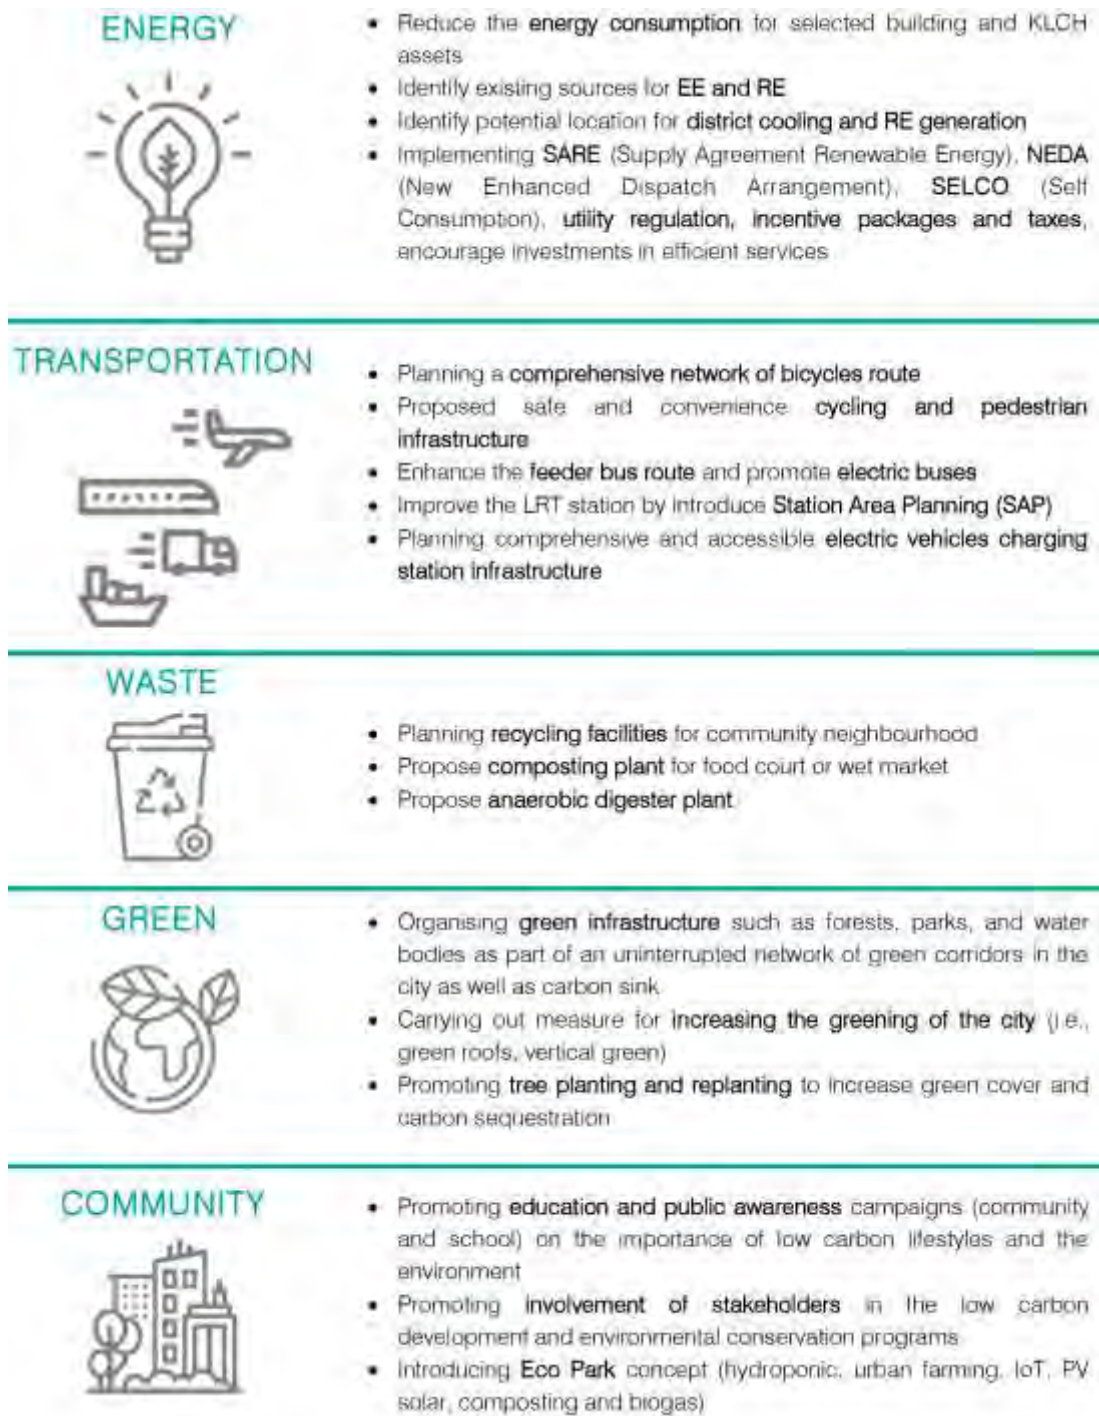 ENERGY
• Reduce the energy consumption for selected building and KLCH
assets
• Identify existing sources for EE and RE
• Identify potential location for district cooling and RE generation
• Implementing SARE (Supply Agreement Renewable Energy), NEDA
(New Enhanced Dispatch Arrangement), SELCO (Self
Consumption), utility regulation, incentive packages and taxes,
encourage investments in efficient services
TRANSPORTATION
• Planning a comprehensive network of bicycles route
• Proposed safe and convenience cycling and pedestrian
infrastructure
• Enhance the feeder bus route and promote electric buses
• Improve the LRT station by introduce Station Area Planning (SAP)
• Planning comprehensive and accessible electric vehicles charging
station infrastructure
WASTE
• Planning recycling facilities for community neighbourhood
• Propose composting plant for food court or wet market
• Propose anaerobic digester plant
GREEN
• Organising green infrastructure such as forests, parks, and water
bodies as part of an uninterrupted network of green corridors in the
city as well as carbon sink
• Carrying out measure for increasing the greening of the city (i.e.,
green roofs, vertical green)
• Promoting tree planting and replanting to increase green cover and
carbon sequestration
COMMUNITY
• Promoting education and public awareness campaigns (community
and school) on the importance of low carbon lifestyles and the
environment
• Promoting involvement of stakeholders in the low carbon
development and environmental conservation programs
• Introducing Eco Park concept (hydroponic, urban farming, IoT, PV
solar, composting and biogas)